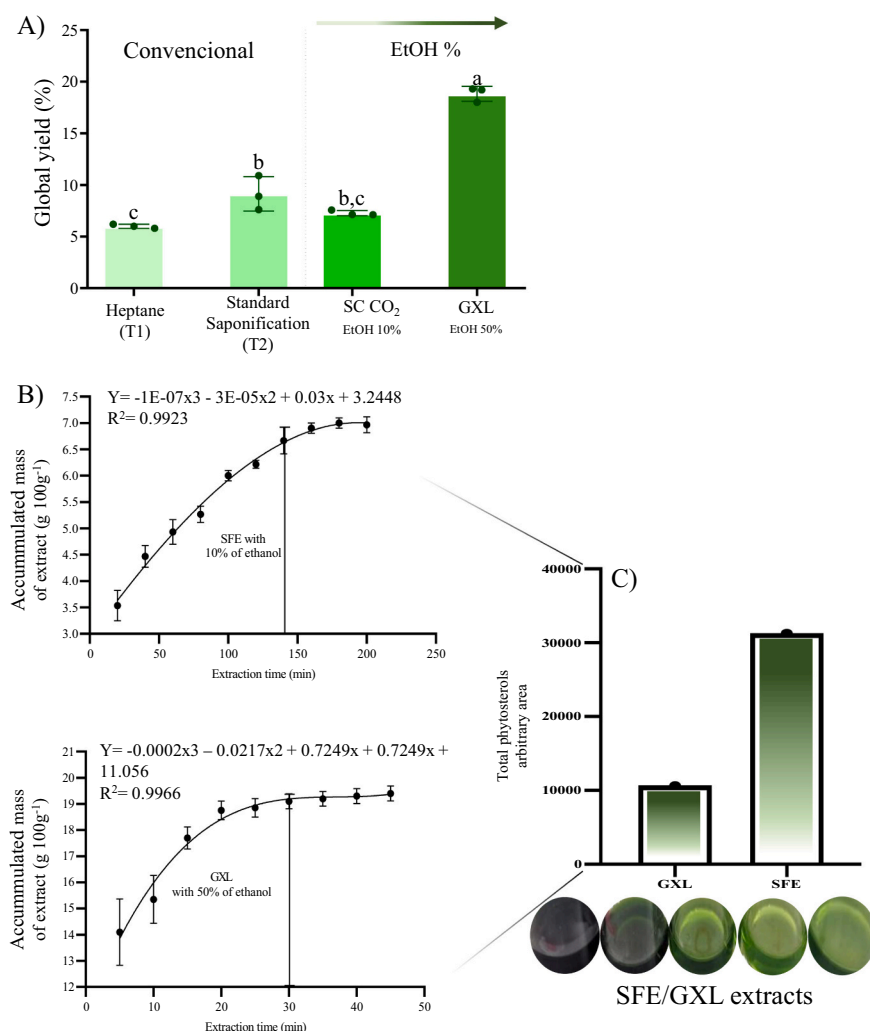 A)
Convencional
EtOH %
Global yield (%)
25
20
15
10
5
0
c
b
b,c
a
Heptane
(T1)
Standard
Saponification
(T2)
SC CO₂
EtOH 10%
GXL
EtOH 50%
B)
Y= -1E-07x3 - 3E-05x2 + 0.03x + 3.2448
R²= 0.9923
Accummulated mass
of extract (g 100g⁻¹)
7.5
7.0
6.5
6.0
5.5
5.0
4.5
4.0
3.5
3.0
SFE with
10% of ethanol
0 50 100 150 200 250
Extraction time (min)
Y= -0.0002x3 – 0.0217x2 + 0.7249x + 0.7249x +
11.056
R²= 0.9966
Accummulated mass
of extract (g 100g⁻¹)
21
20
19
18
17
16
15
14
13
12
GXL
with 50% of ethanol
0 10 20 30 40 50
Extraction time (min)
C)
Total phytosterols
arbitrary area
40000
30000
20000
10000
0
GXL SFE
SFE/GXL extracts